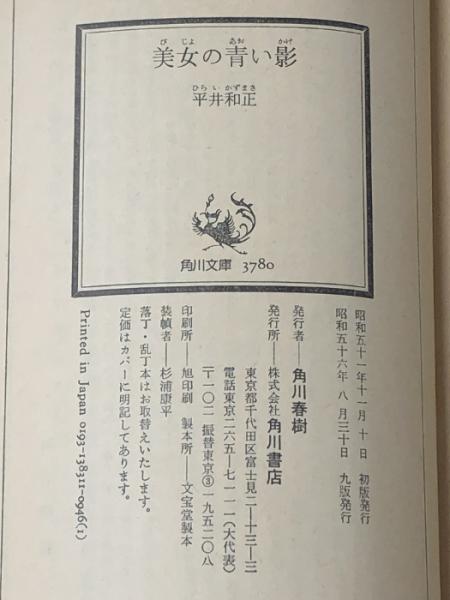 びじょ あお かげ
美女の青い影
ひらいかずまさ
平井和正
角川文庫 3780
昭和五十一年十一月 十 日 初版発行
昭和五十六年 八月三十日 九版発行
発行者——角川春樹
発行所——株式会社角川書店
東京都千代田区富士見二—十三—三
電話東京二六五—七一一一(大代表)
〒一〇二 振替東京③一九五二〇八
印刷所——旭印刷 製本所——文宝堂製本
装幀者——杉浦康平
落丁・乱丁本はお取替えいたします。
定価はカバーに明記してあります。
Printed in Japan 0193-138311-0946(1)